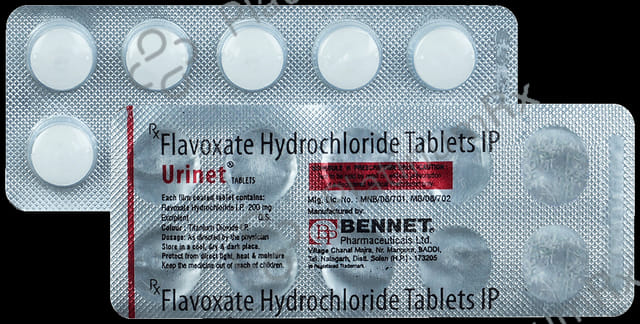 Rx Flavoxate Hydrochloride Tablets IP
Urinet® TABLETS
Each film coated tablet contains:
Flavoxate Hydrochloride I.P. 200 mg
Excipient Q.S.
Colour : Titanium Dioxide I.P.
Dosage: As directed by the physician
Store in a cool, dry & dark place.
Protect from direct light, heat & moisture
Keep the medicine out of reach of children.
Mfg. Lic. No. : MNB/06/701, MB/06/702
Manufactured by:
BENNET
Pharmaceuticals Ltd.
Village Chanal Majra, Nr. Manpura, BADDI,
Tel. Nalagarh, Distt. Solan (H.P.) - 173205
® Registered Trademark.
Rx Flavoxate Hydrochloride Tablets IP